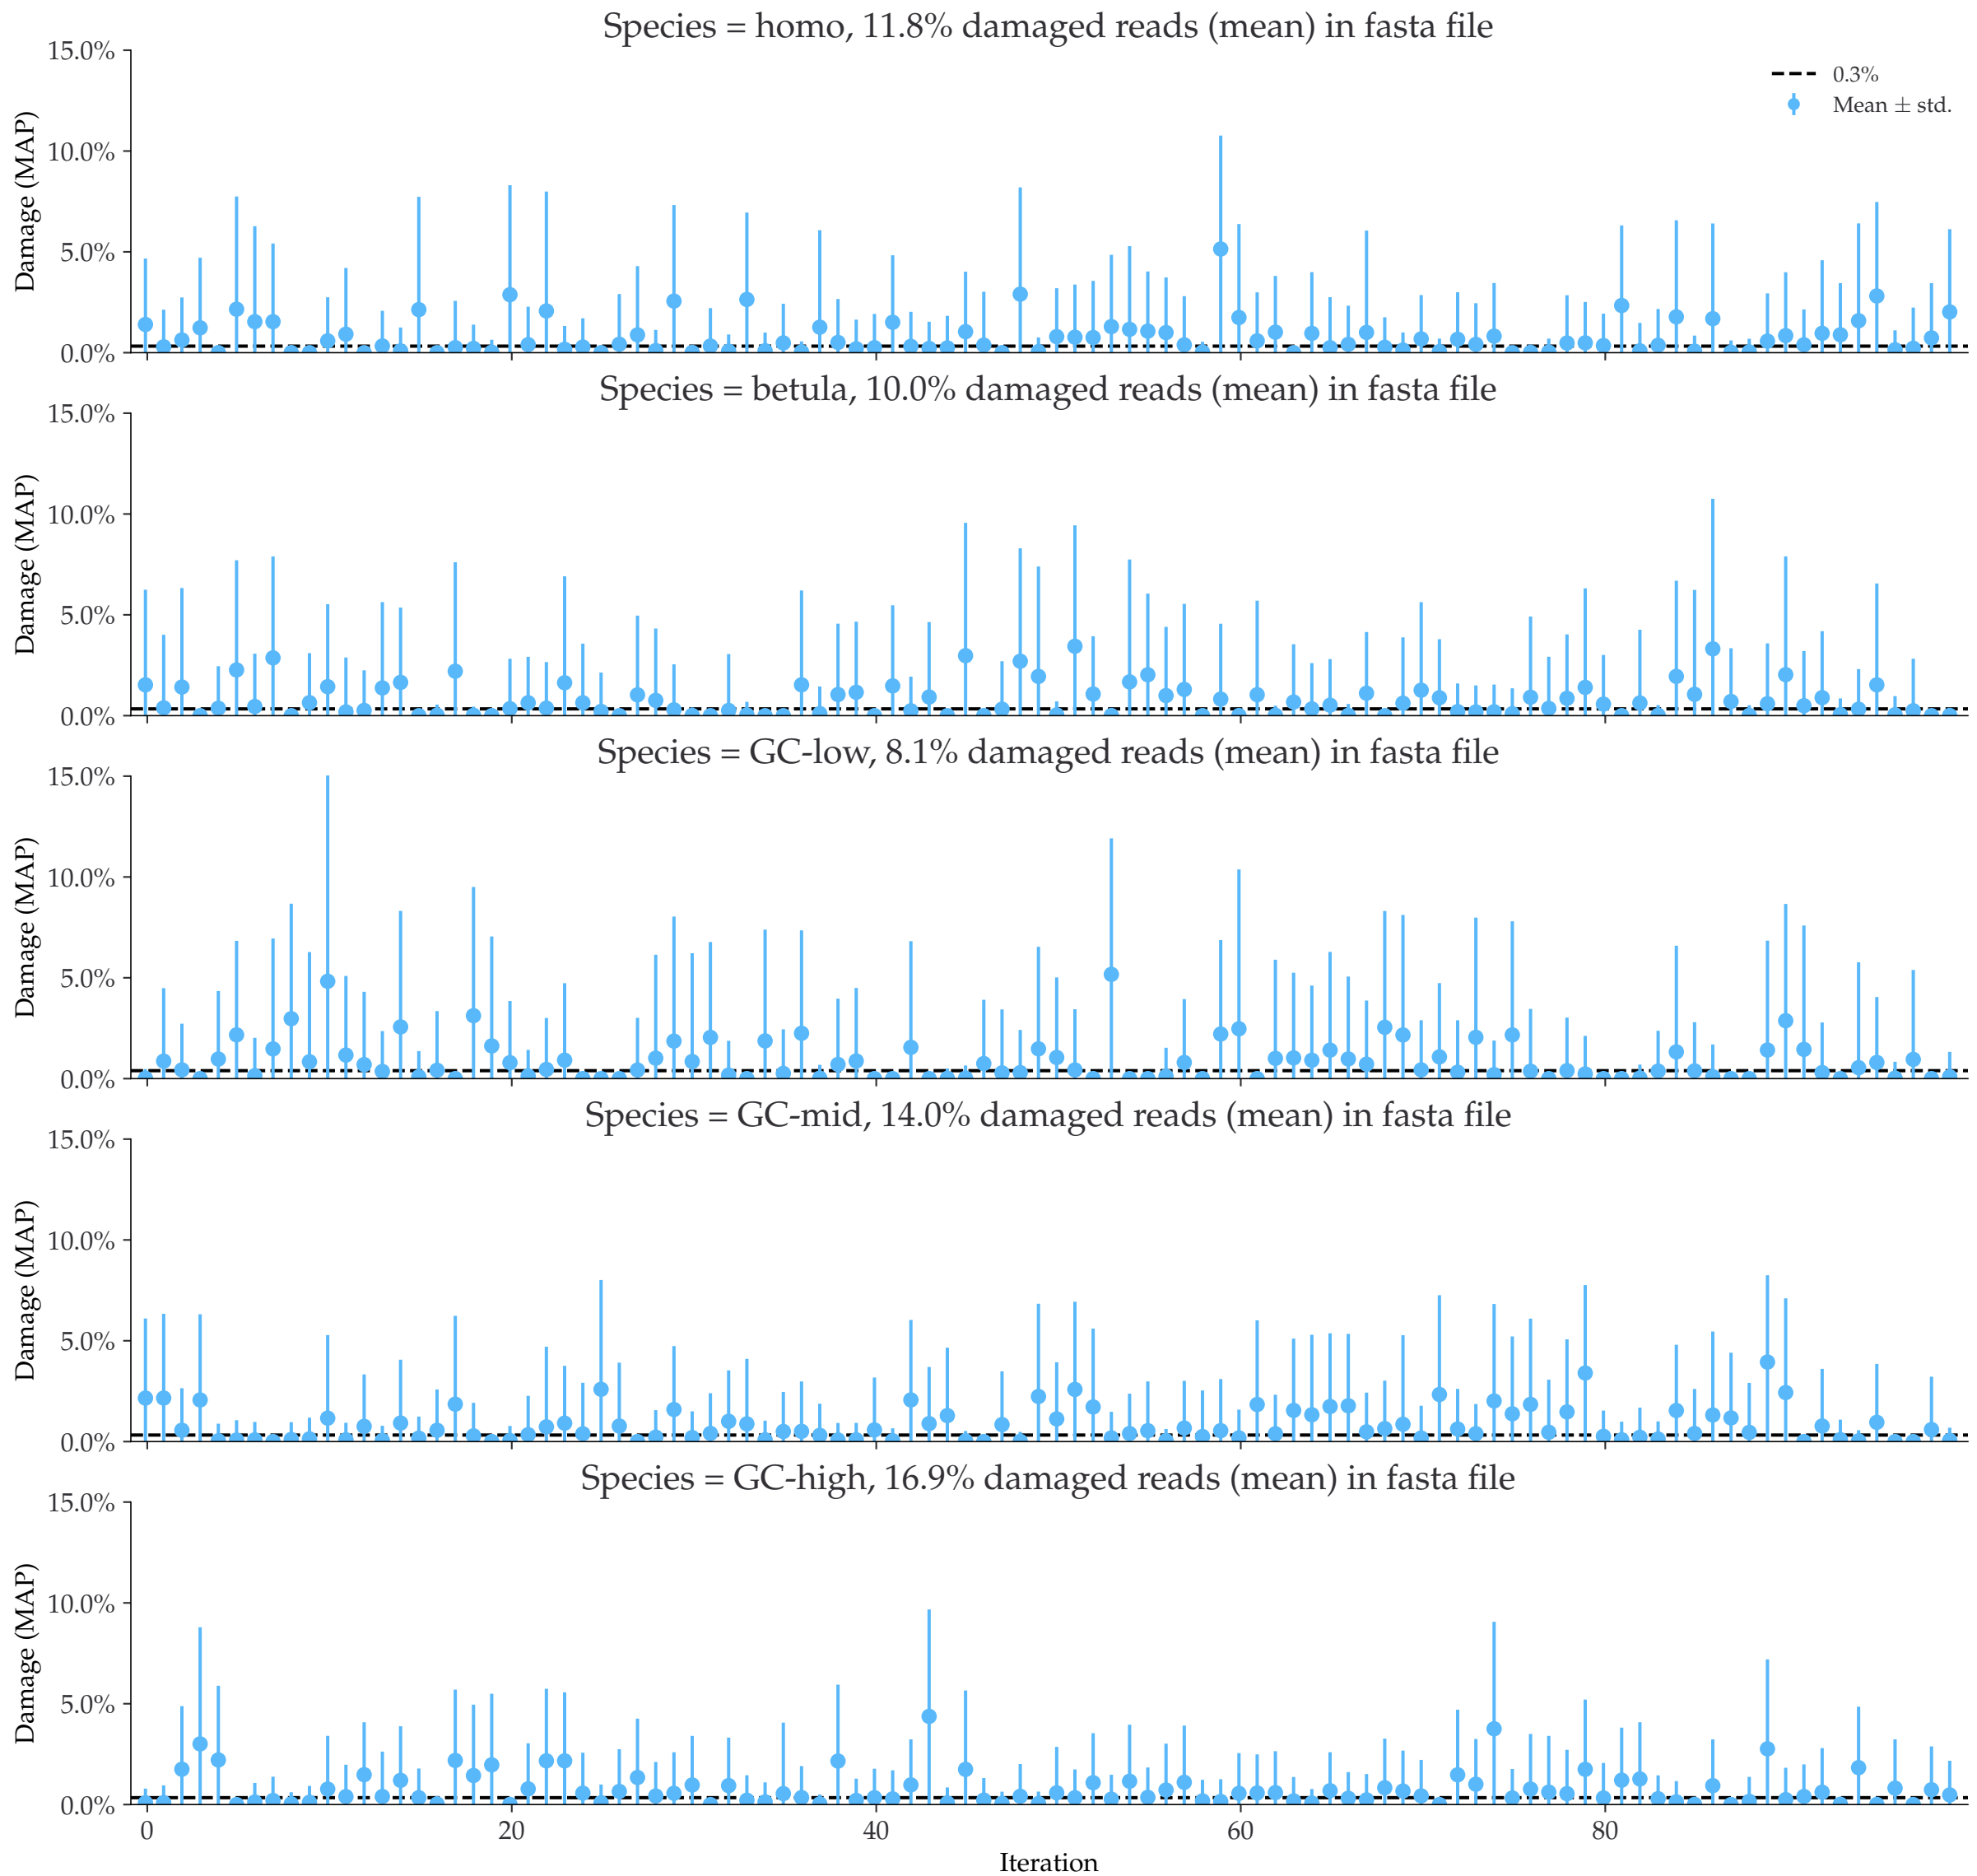 Species = homo, 11.8% damaged reads (mean) in fasta file
15.0%
10.0%
5.0%
0.0%
Damage (MAP)
0.3%
Mean ± std.
Species = betula, 10.0% damaged reads (mean) in fasta file
15.0%
10.0%
5.0%
0.0%
Damage (MAP)
Species = GC-low, 8.1% damaged reads (mean) in fasta file
15.0%
10.0%
5.0%
0.0%
Damage (MAP)
Species = GC-mid, 14.0% damaged reads (mean) in fasta file
15.0%
10.0%
5.0%
0.0%
Damage (MAP)
Species = GC-high, 16.9% damaged reads (mean) in fasta file
15.0%
10.0%
5.0%
0.0%
Damage (MAP)
0 20 40 60 80
Iteration